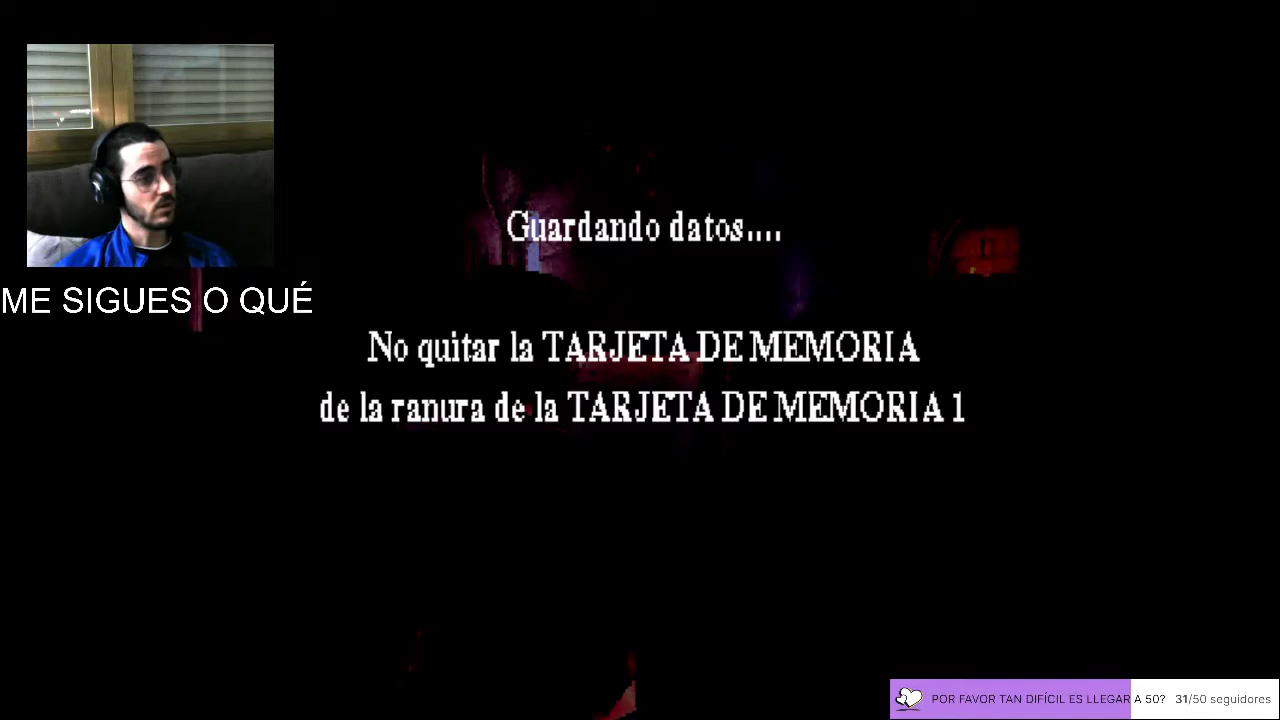 Guardando datos....
ME SIGUES O QUÉ
No quitar la TARJETA DE MEMORIA
de la ranura de la TARJETA DE MEMORIA 1
POR FAVOR TAN DIFÍCIL ES LLEGAR A 50? 31/50 seguidores